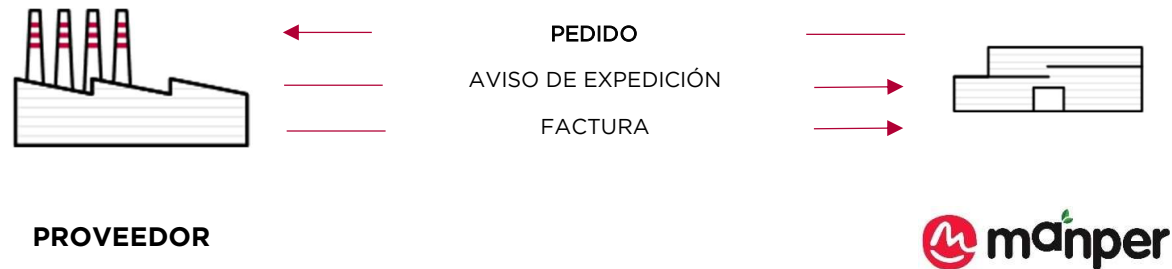 PEDIDO
AVISO DE EXPEDICIÓN
FACTURA
PROVEEDOR
manper